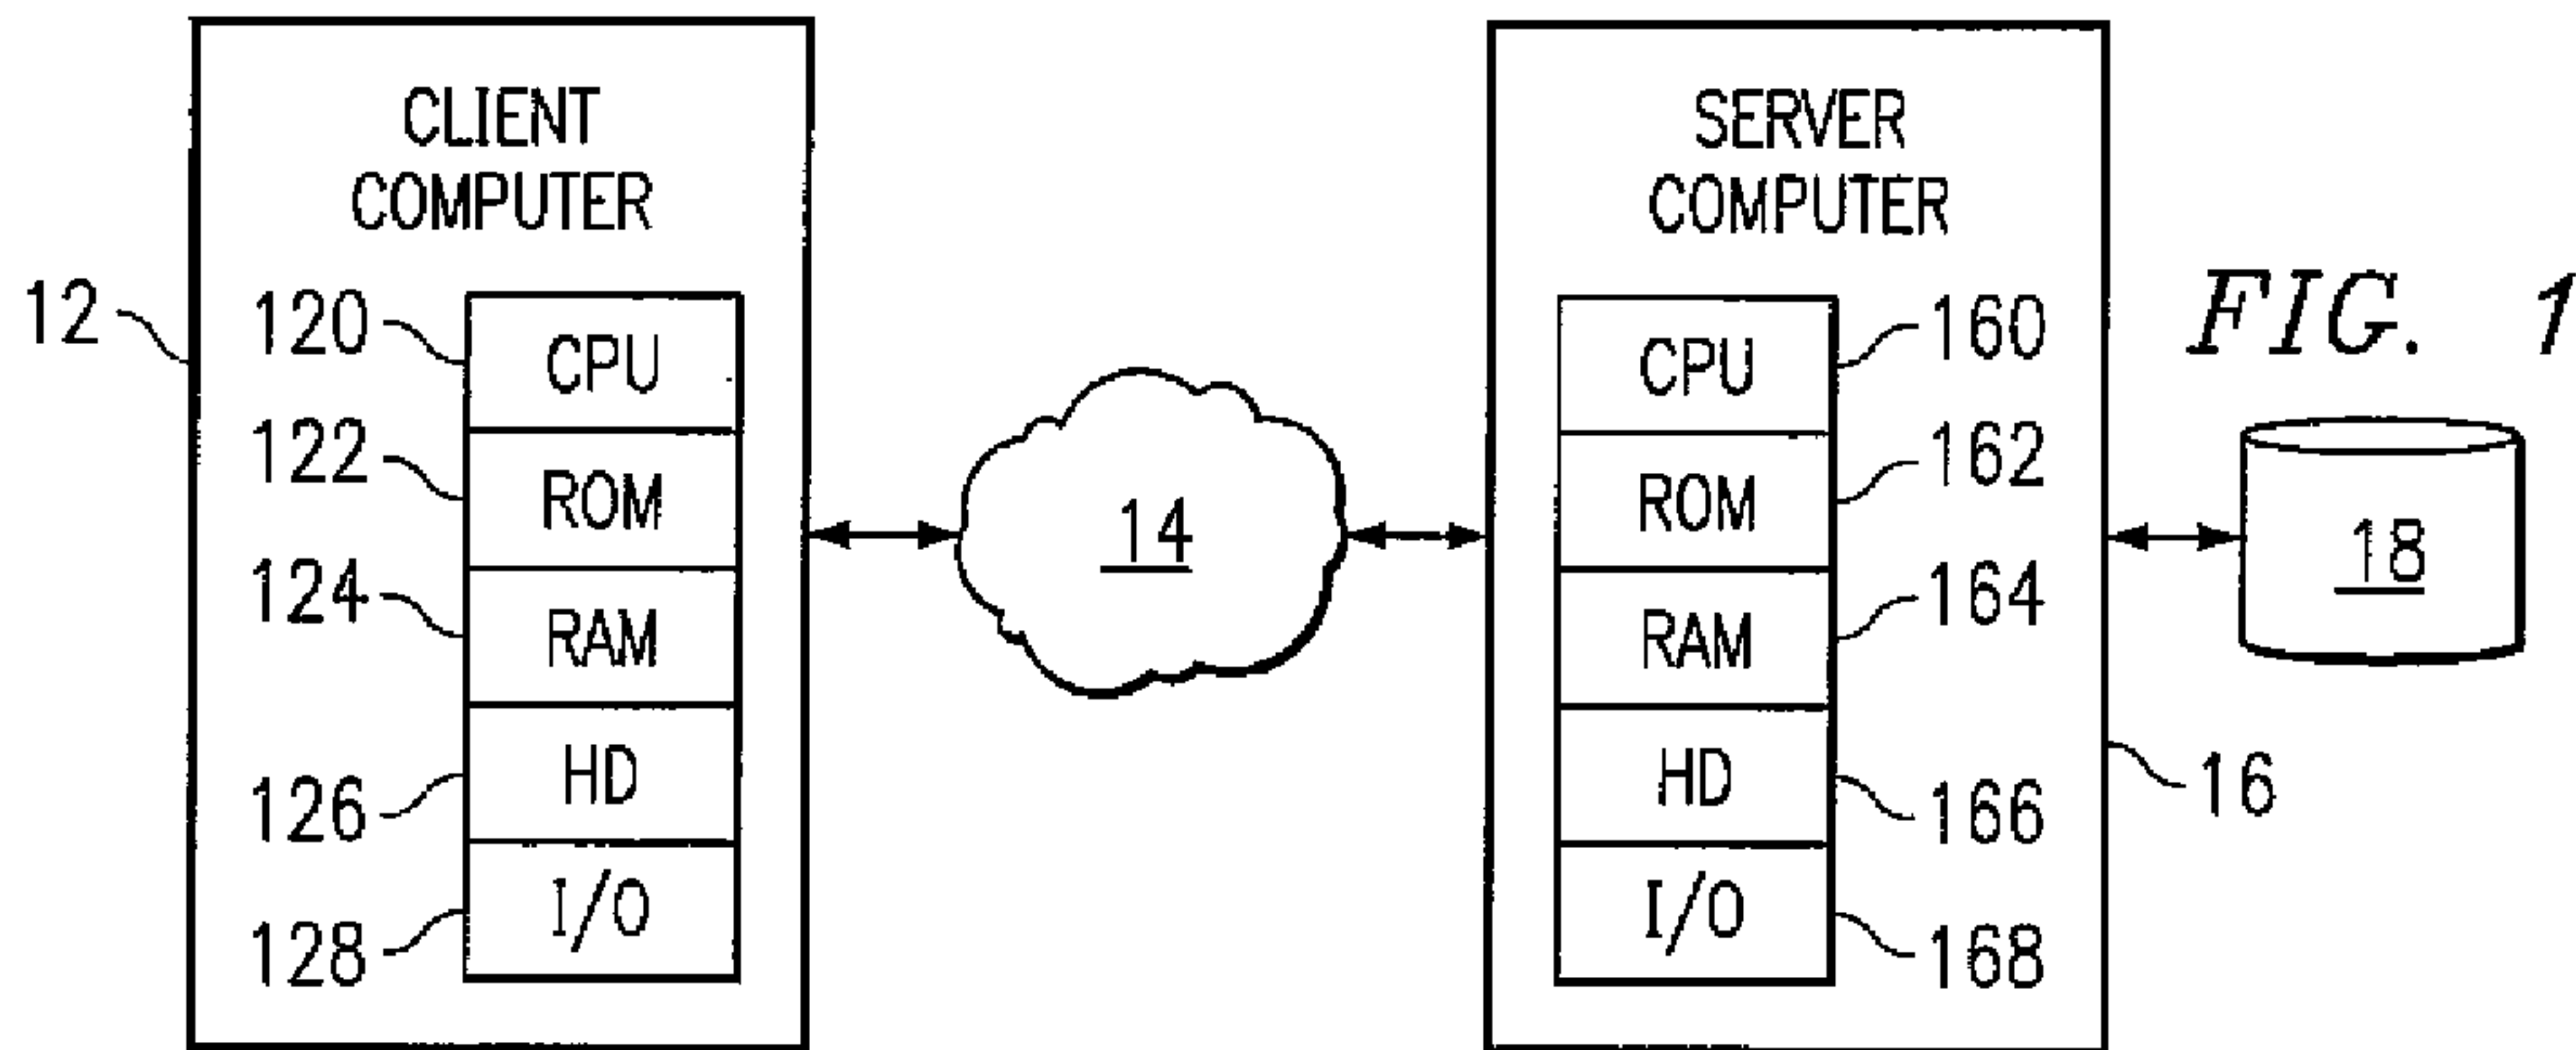 CLIENT
COMPUTER
12
120
CPU
122
ROM
124
RAM
126
HD
128
I/O
14
SERVER
COMPUTER
CPU
160
ROM
162
RAM
164
HD
166
I/O
168
16
FIG. 1
18